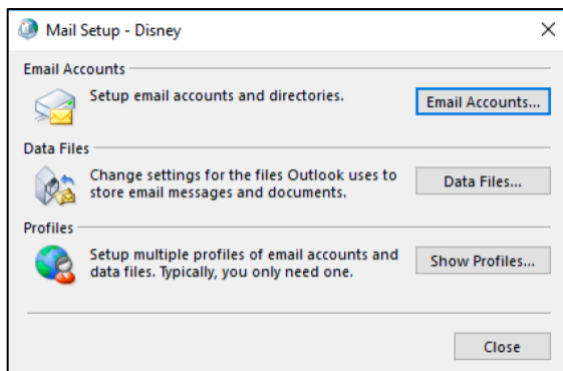 Mail Setup - Disney
Email Accounts
Setup email accounts and directories.
Email Accounts...
Data Files
Change settings for the files Outlook uses to
store email messages and documents.
Data Files...
Profiles
Setup multiple profiles of email accounts and
data files. Typically, you only need one.
Show Profiles...
Close